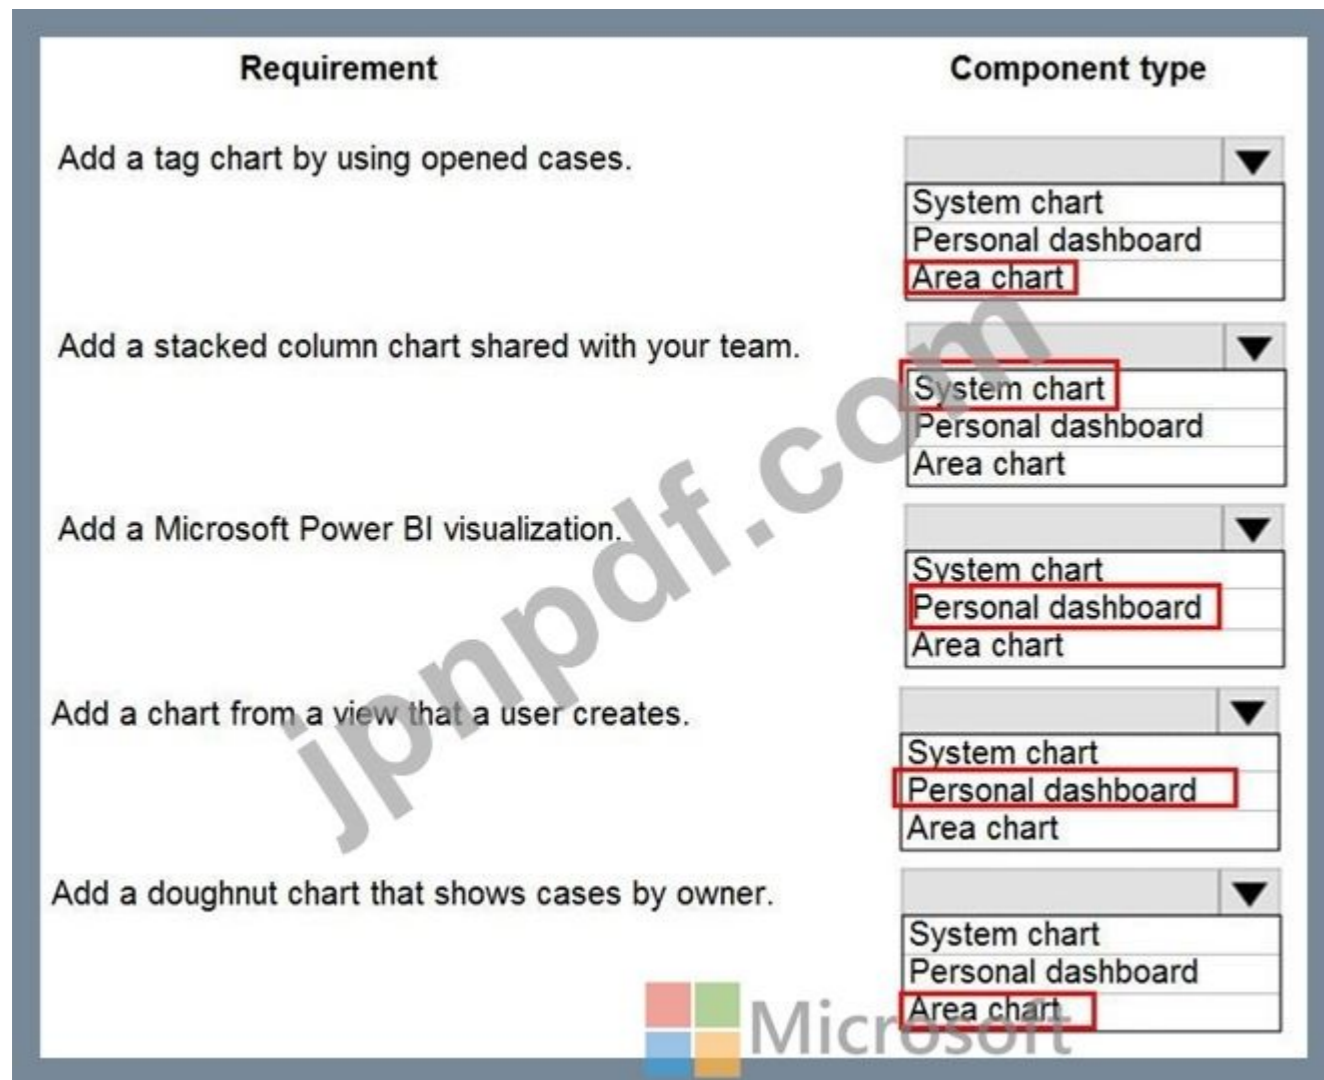 Requirement Component type
Add a tag chart by using opened cases.
System chart
Personal dashboard
Area chart
Add a stacked column chart shared with your team.
System chart
Personal dashboard
Area chart
Add a Microsoft Power BI visualization.
System chart
Personal dashboard
Area chart
Add a chart from a view that a user creates.
System chart
Personal dashboard
Area chart
Add a doughnut chart that shows cases by owner.
System chart
Personal dashboard
Area chart
jpnpdf.com
Microsoft